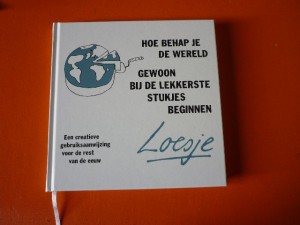 HOE BEHAP JE
DE WERELD
GEWOON
BIJ DE LEKKERSTE
STUKJES
BEGINNEN
Een creatieve
gebruiksaanwijzing
voor de rest
van de eeuw
Loesje